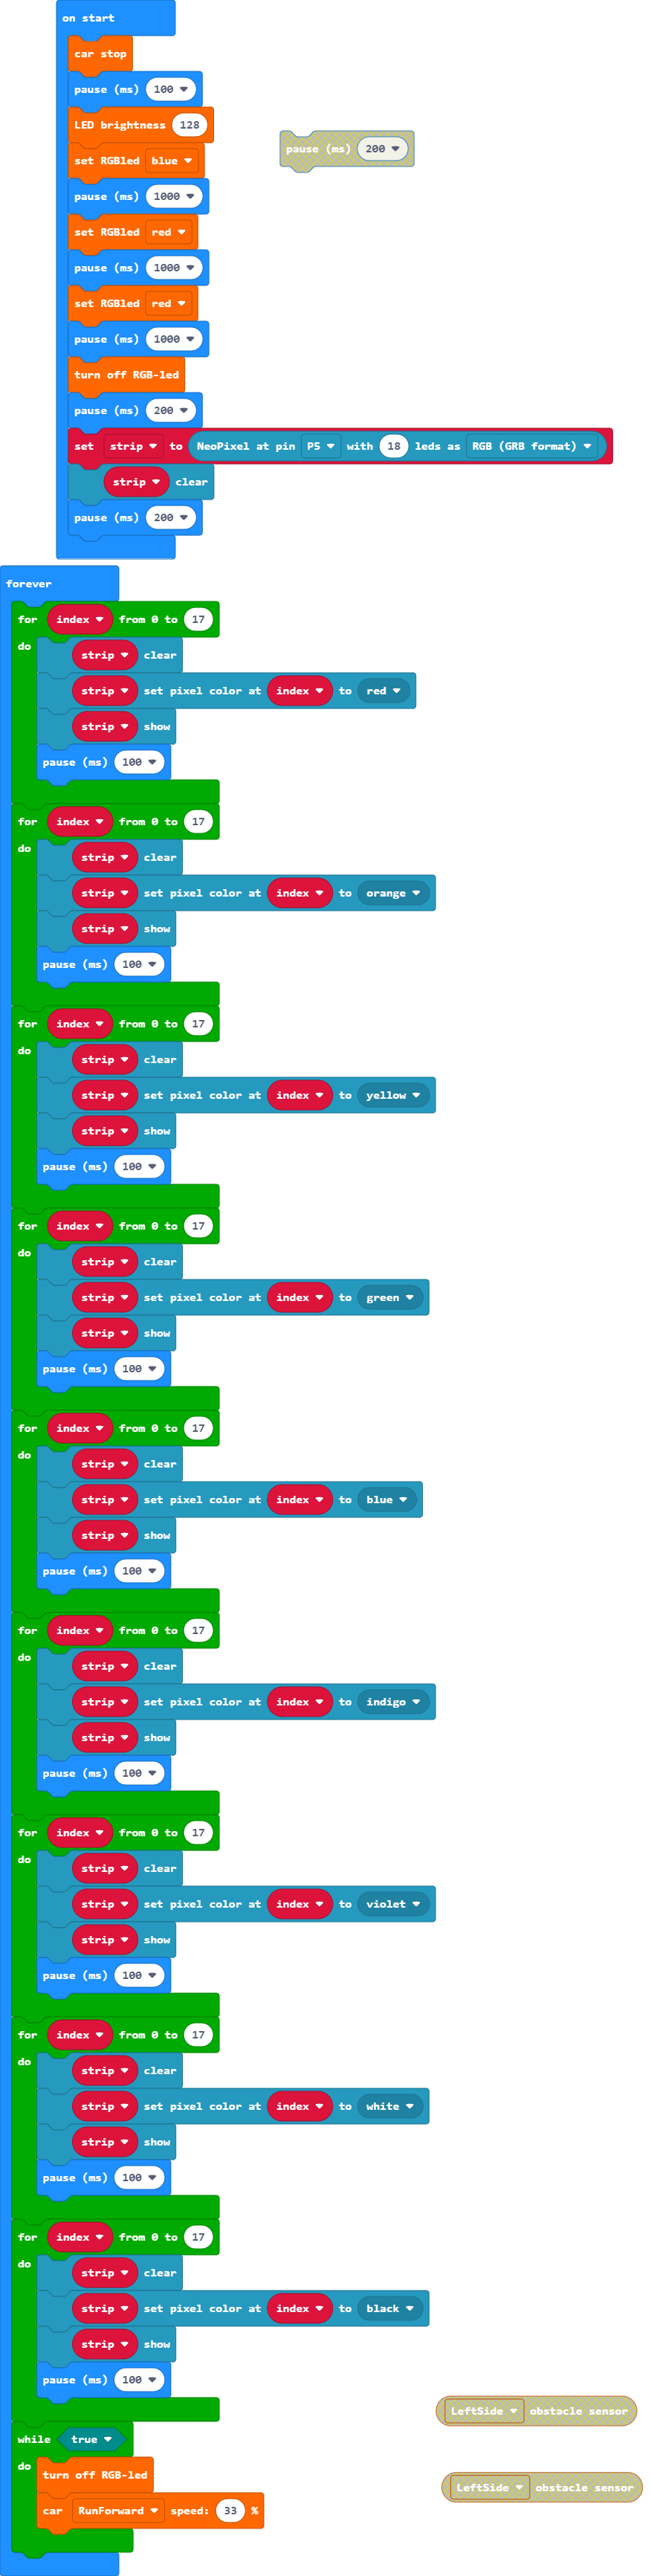 on start
car stop
pause (ms) 100
LED brightness 128
pause (ms) 200
set RGBled blue
pause (ms) 1000
set RGBled red
pause (ms) 1000
set RGBled red
pause (ms) 1000
turn off RGB-led
pause (ms) 200
set strip to NeoPixel at pin P5 with 18 leds as RGB (GRB format)
strip clear
pause (ms) 200
forever
for index from 0 to 17
do strip clear
strip set pixel color at index to red
strip show
pause (ms) 100
for index from 0 to 17
do strip clear
strip set pixel color at index to orange
strip show
pause (ms) 100
for index from 0 to 17
do strip clear
strip set pixel color at index to yellow
strip show
pause (ms) 100
for index from 0 to 17
do strip clear
strip set pixel color at index to green
strip show
pause (ms) 100
for index from 0 to 17
do strip clear
strip set pixel color at index to blue
strip show
pause (ms) 100
for index from 0 to 17
do strip clear
strip set pixel color at index to indigo
strip show
pause (ms) 100
for index from 0 to 17
do strip clear
strip set pixel color at index to violet
strip show
pause (ms) 100
for index from 0 to 17
do strip clear
strip set pixel color at index to white
strip show
pause (ms) 100
for index from 0 to 17
do strip clear
strip set pixel color at index to black
strip show
pause (ms) 100
LeftSide obstacle sensor
while true
do turn off RGB-led
LeftSide obstacle sensor
car RunForward speed: 33 %